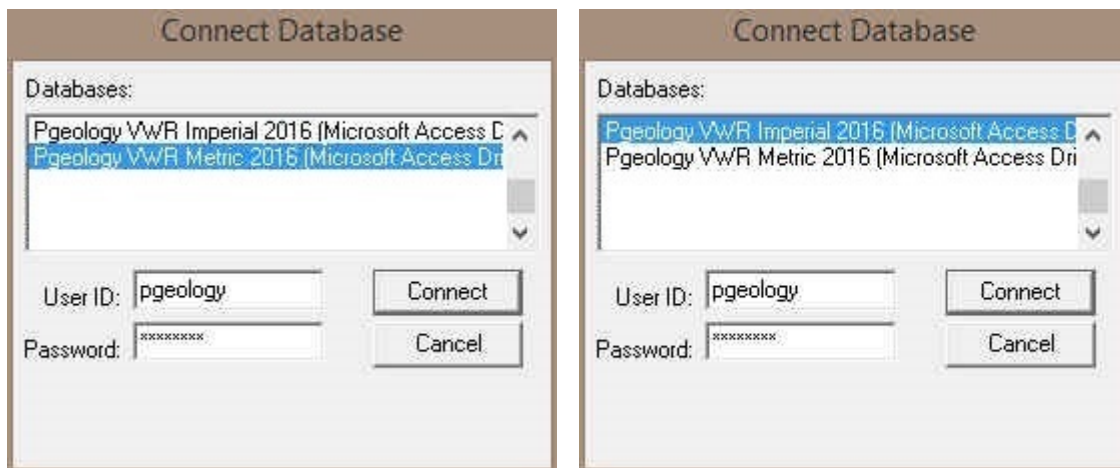 Connect Database
Databases:
Pgeology VWR Imperial 2016 (Microsoft Access D
Pgeology VWR Metric 2016 (Microsoft Access Dri
User ID: pgeology Connect
Password: xxxxxxxx Cancel
Connect Database
Databases:
Pgeology VWR Imperial 2016 (Microsoft Access D
Pgeology VWR Metric 2016 (Microsoft Access Dri
User ID: pgeology Connect
Password: xxxxxxxx Cancel